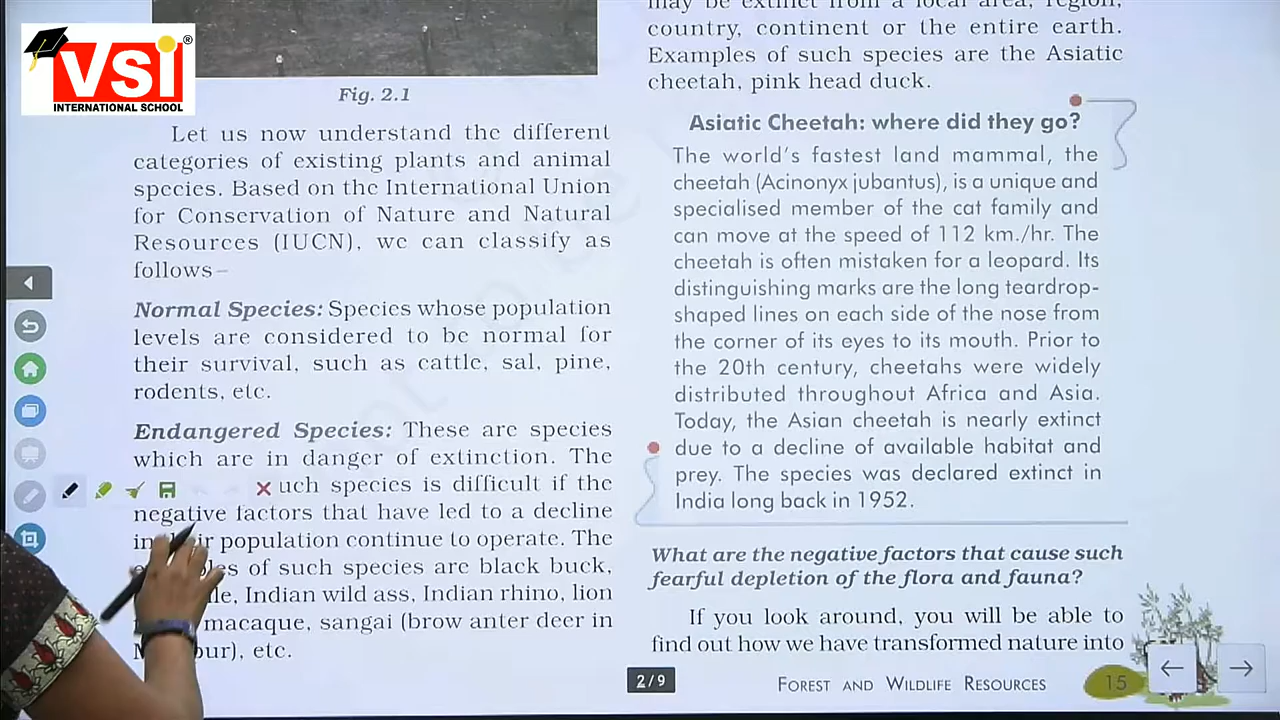 VSi®
INTERNATIONAL SCHOOL
Fig. 2.1
Let us now understand the different
categories of existing plants and animal
species. Based on the International Union
for Conservation of Nature and Natural
Resources (IUCN), we can classify as
follows–
Normal Species: Species whose population
levels are considered to be normal for
their survival, such as cattle, sal, pine,
rodents, etc.
Endangered Species: These are species
which are in danger of extinction. The
uch species is difficult if the
negative factors that have led to a decline
in population continue to operate. The
of such species are black buck,
Indian wild ass, Indian rhino, lion
macaque, sangai (brow anter deer in
etc.
may be extinct from a local area, region,
country, continent or the entire earth.
Examples of such species are the Asiatic
cheetah, pink head duck.
Asiatic Cheetah: where did they go?
The world's fastest land mammal, the
cheetah (Acinonyx jubantus), is a unique and
specialised member of the cat family and
can move at the speed of 112 km./hr. The
cheetah is often mistaken for a leopard. Its
distinguishing marks are the long teardrop-
shaped lines on each side of the nose from
the corner of its eyes to its mouth. Prior to
the 20th century, cheetahs were widely
distributed throughout Africa and Asia.
Today, the Asian cheetah is nearly extinct
due to a decline of available habitat and
prey. The species was declared extinct in
India long back in 1952.
What are the negative factors that cause such
fearful depletion of the flora and fauna?
If you look around, you will be able to
find out how we have transformed nature into
2/9
FOREST AND WILDLIFE RESOURCES 15